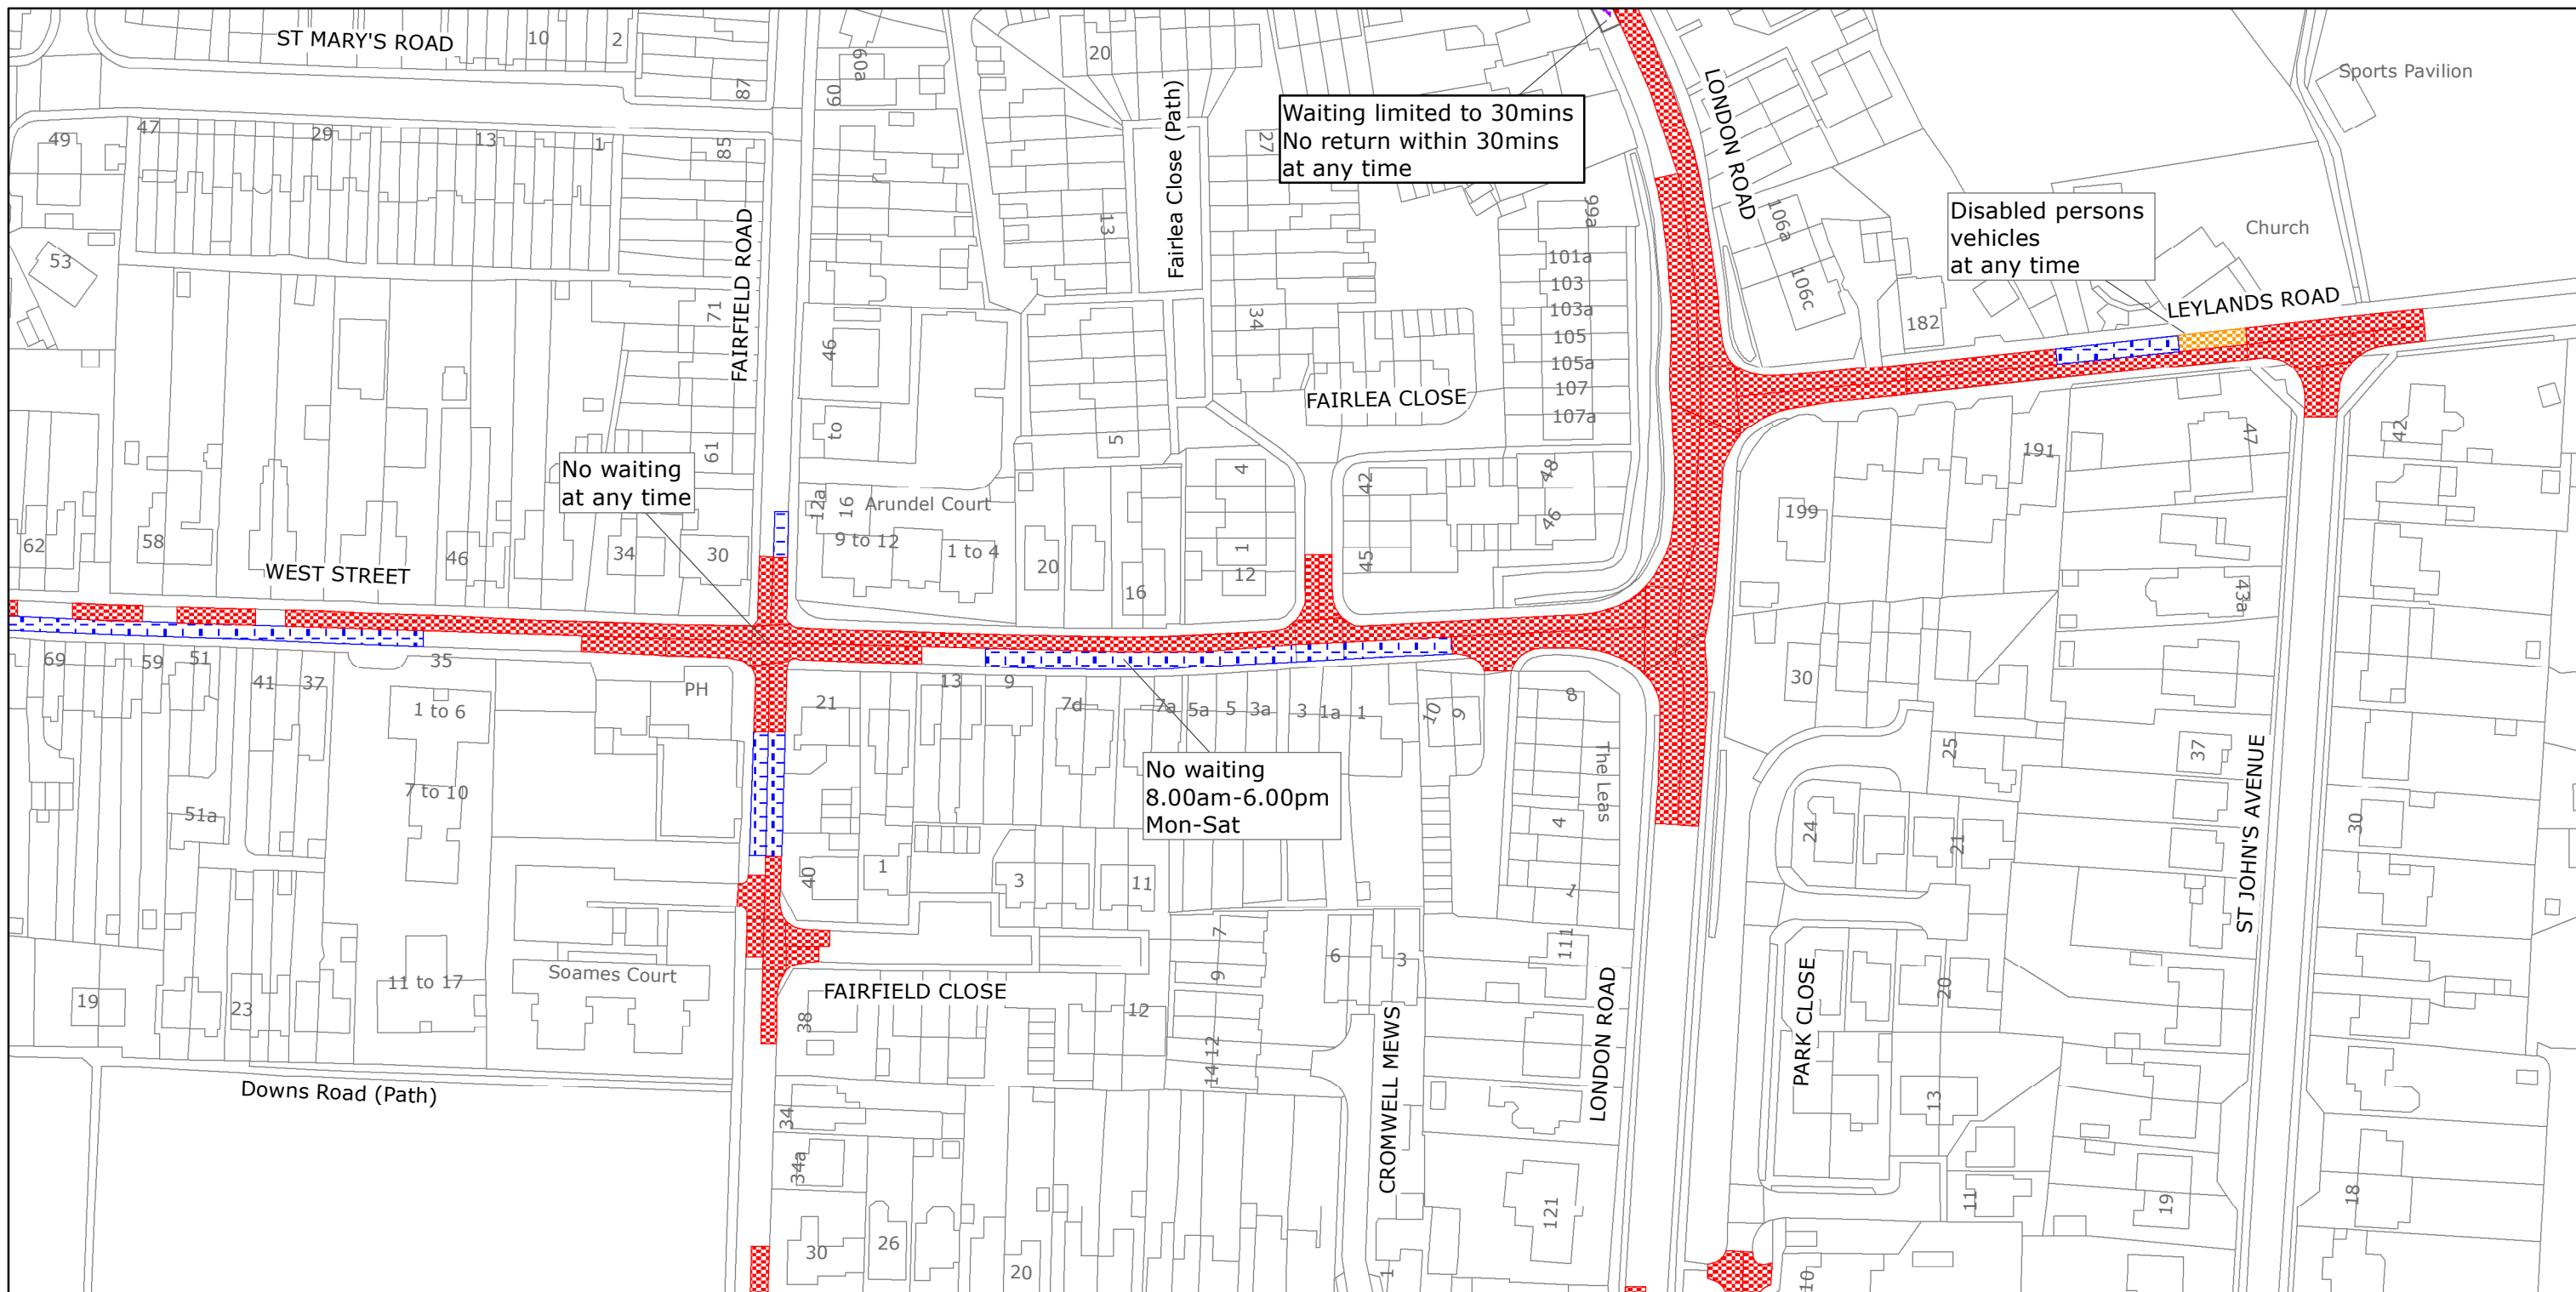 ST MARY'S ROAD
10
2
87
60a
60
20
Sports Pavilion
49
47
29
13
1
85
Fairlea Close (Path)
27
Waiting limited to 30mins
No return within 30mins
at any time
LONDON ROAD
53
FAIRFIELD ROAD
13
99a
106a
Disabled persons
vehicles
at any time
Church
101a
103
103a
105
105a
107
107a
106c
182
LEYLANDS ROAD
71
46
34
FAIRLEA CLOSE
to
5
61
No waiting
at any time
12a
16
Arundel Court
4
42
48
46
199
191
47
42
62
58
46
34
30
9 to 12
1 to 4
20
16
1
12
45
WEST STREET
43a
69
59
51
35
41
37
1 to 6
PH
21
13
9
7d
7a
5a
5
3a
3
1a
1
10
9
8
30
The Leas
25
37
ST JOHN'S AVENUE
7 to 10
51a
No waiting
8.00am-6.00pm
Mon-Sat
4
24
21
30
40
1
3
11
1
7
9
6
3
111
20
19
23
11 to 17
Soames Court
FAIRFIELD CLOSE
38
12
12
14
CROMWELL MEWS
LONDON ROAD
PARK CLOSE
Downs Road (Path)
34
13
34a
30
26
20
1
121
11
19
18
10